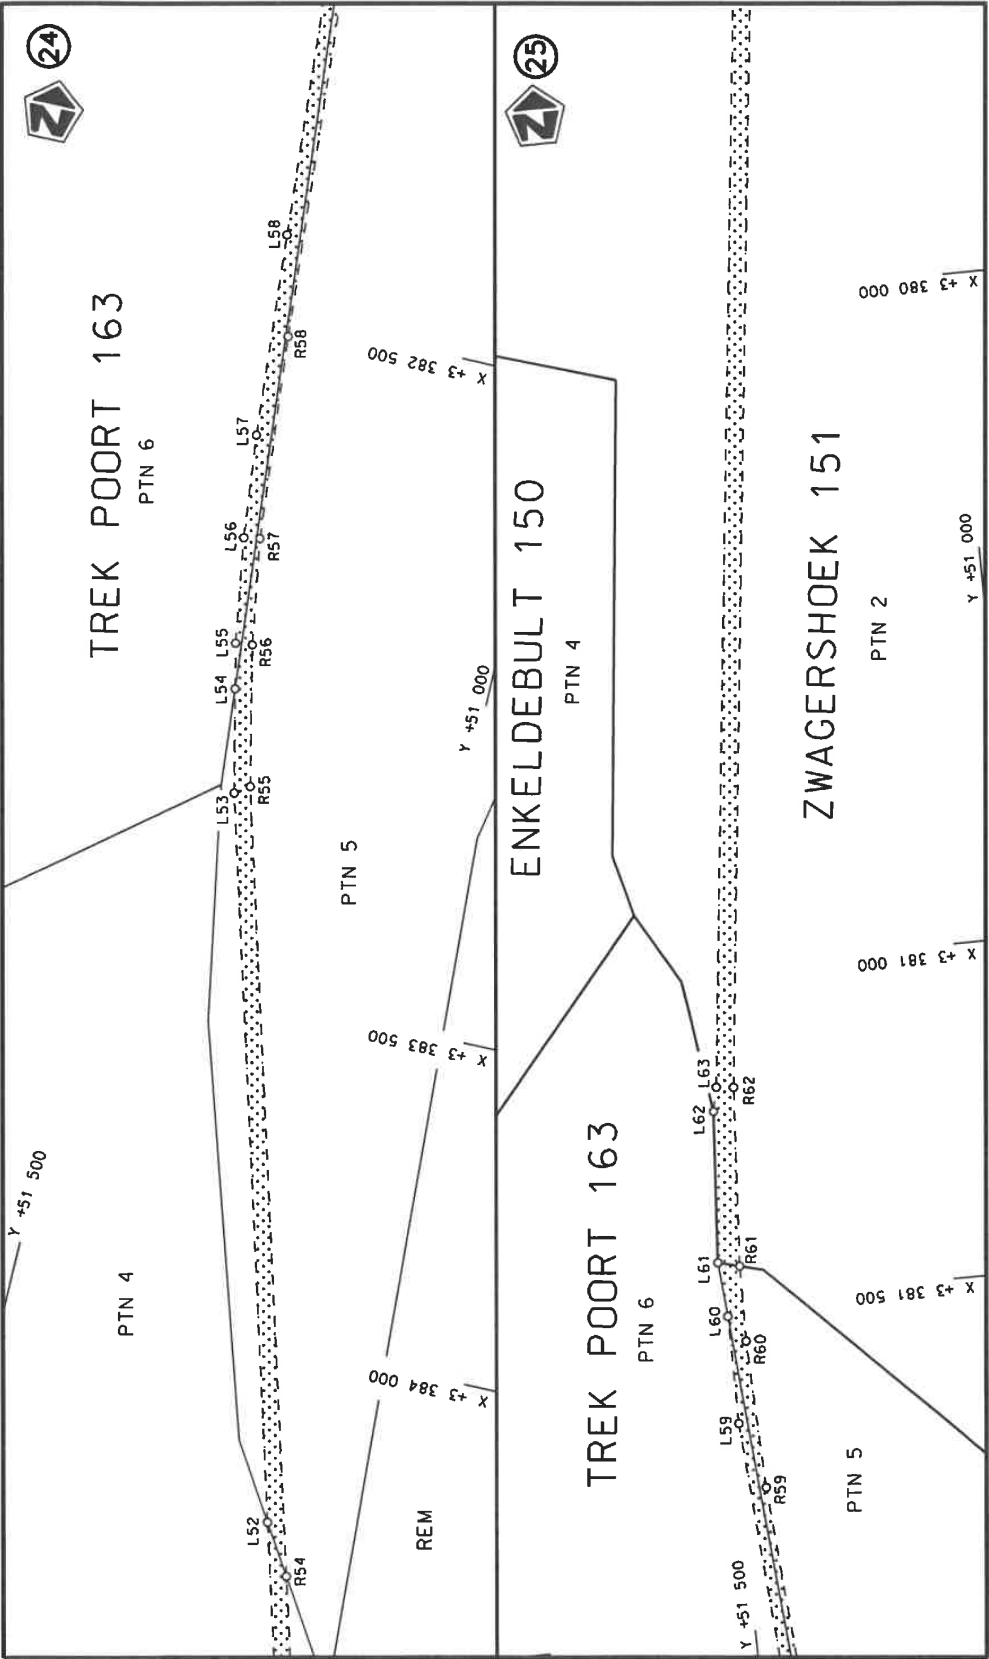 24
N
TREK POORT 163
PTN 6
L58
R58
L57
L56
R57
L55
R56
L54
L53
R55
PTN 5
PTN 4
Y +51 500
Y +51 000
X +3 382 500
X +3 383 500
X +3 384 000
L52
R54
REM
25
N
ENKELDEBULT 150
PTN 4
ZWAGERSHOEK 151
PTN 2
Y +51 000
X +3 380 000
X +3 381 000
X +3 381 500
TREK POORT 163
PTN 6
L63
R62
L62
L61
R61
L60
R60
L59
R59
PTN 5
Y +51 500